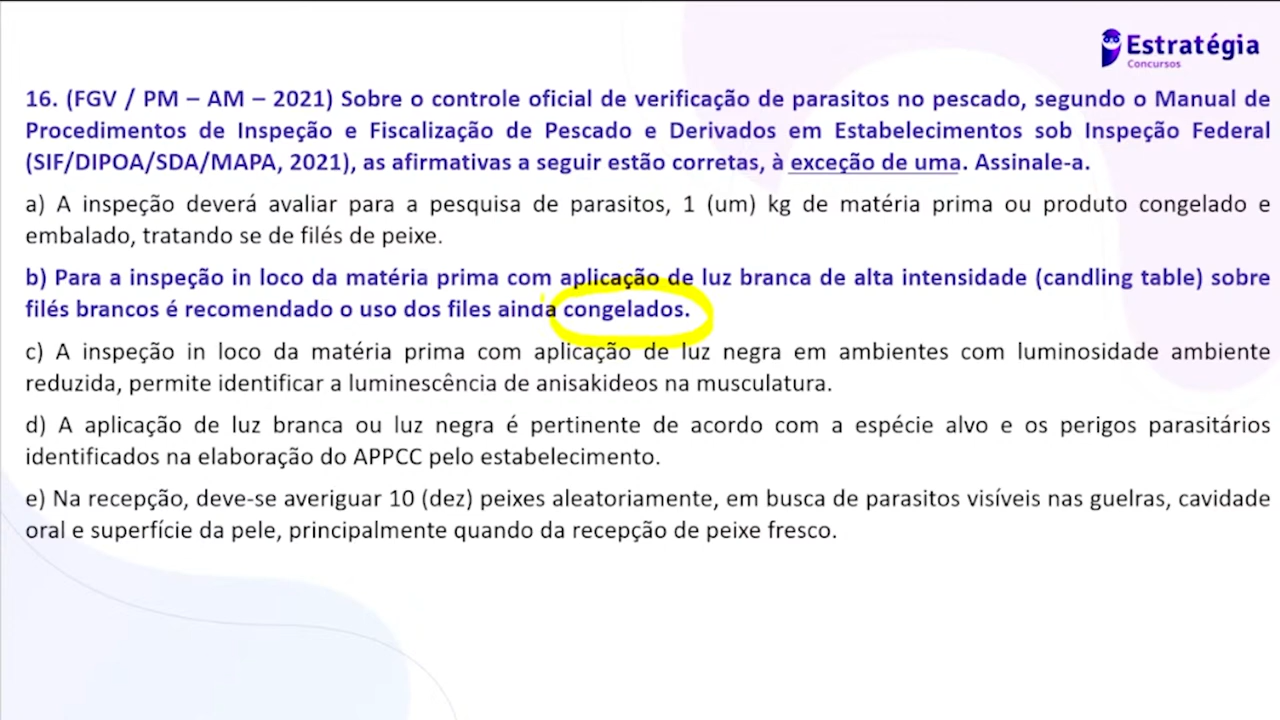 Estratégia
Concursos
16. (FGV / PM – AM – 2021) Sobre o controle oficial de verificação de parasitos no pescado, segundo o Manual de
Procedimentos de Inspeção e Fiscalização de Pescado e Derivados em Estabelecimentos sob Inspeção Federal
(SIF/DIPOA/SDA/MAPA, 2021), as afirmativas a seguir estão corretas, à exceção de uma. Assinale-a.
a) A inspeção deverá avaliar para a pesquisa de parasitos, 1 (um) kg de matéria prima ou produto congelado e
embalado, tratando se de filés de peixe.
b) Para a inspeção in loco da matéria prima com aplicação de luz branca de alta intensidade (candling table) sobre
filés brancos é recomendado o uso dos files ainda congelados.
c) A inspeção in loco da matéria prima com aplicação de luz negra em ambientes com luminosidade ambiente
reduzida, permite identificar a luminescência de anisakideos na musculatura.
d) A aplicação de luz branca ou luz negra é pertinente de acordo com a espécie alvo e os perigos parasitários
identificados na elaboração do APPCC pelo estabelecimento.
e) Na recepção, deve-se averiguar 10 (dez) peixes aleatoriamente, em busca de parasitos visíveis nas guelras, cavidade
oral e superfície da pele, principalmente quando da recepção de peixe fresco.